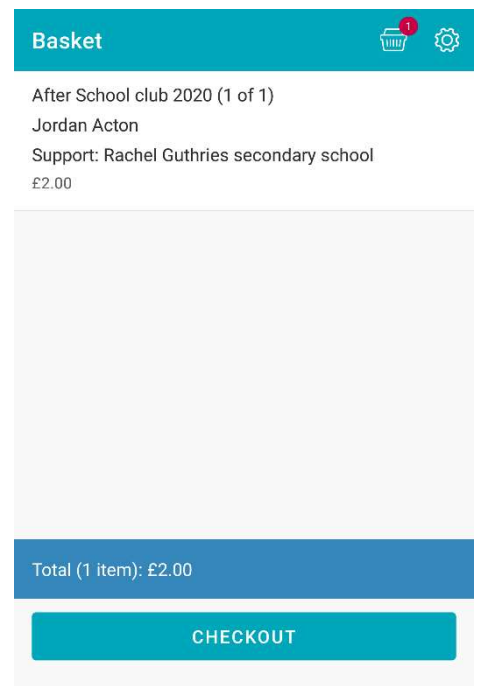 Basket
1
After School club 2020 (1 of 1)
Jordan Acton
Support: Rachel Guthries secondary school
£2.00
Total (1 item): £2.00
CHECKOUT